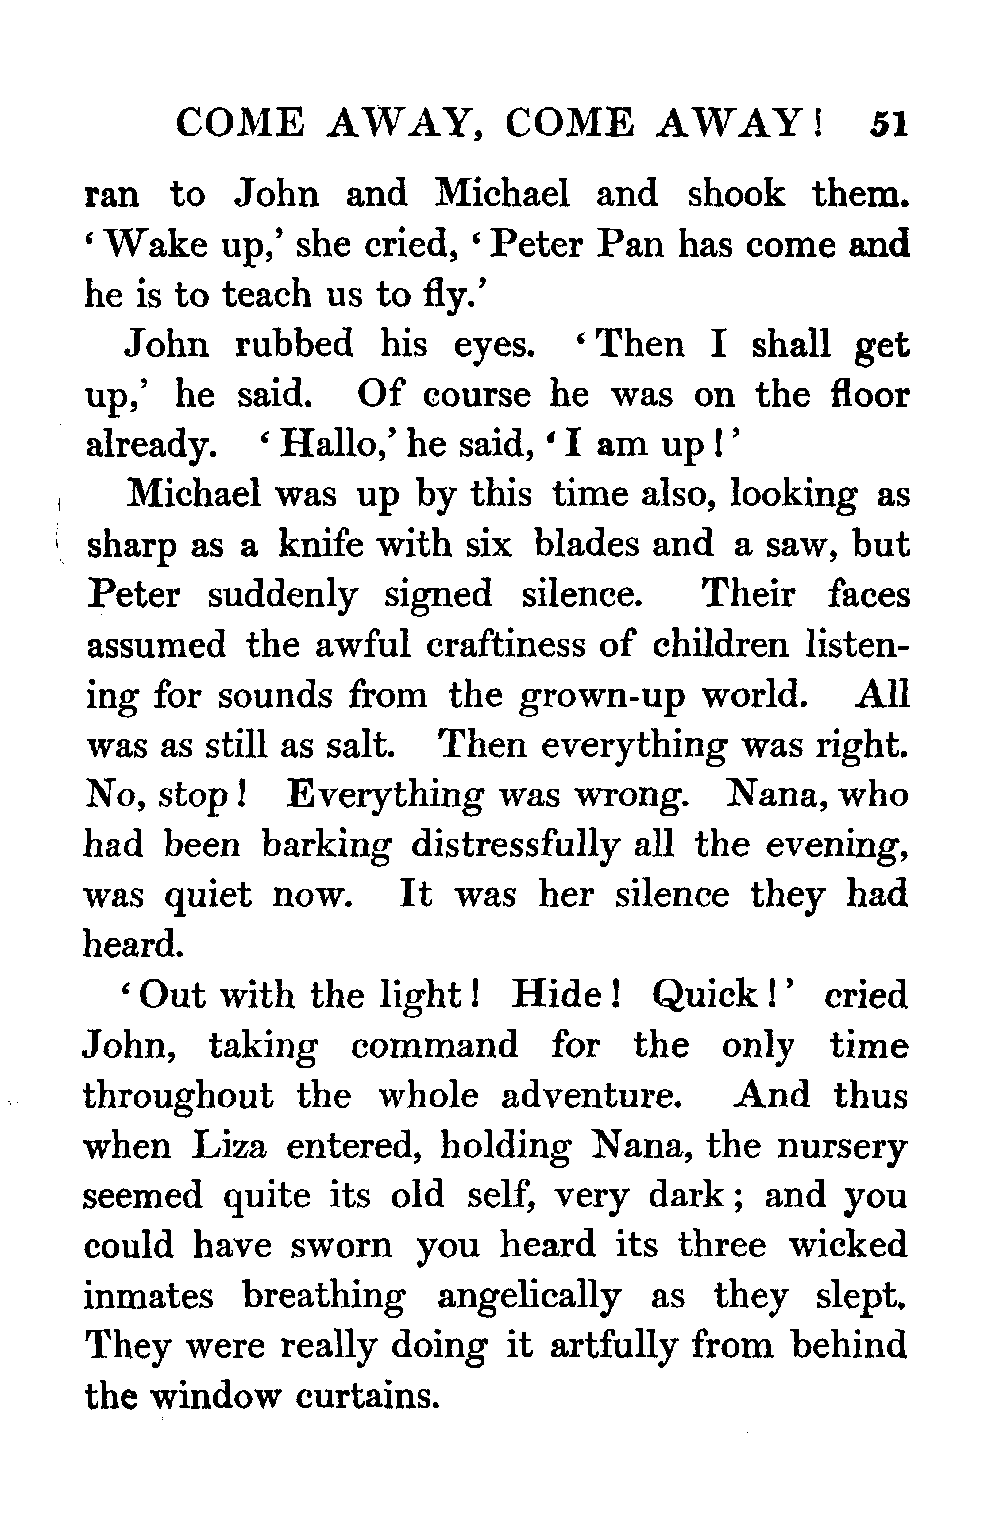 COME AWAY, COME AWAY! 51
ran to John and Michael and shook them.
‘Wake up,’ she cried, ‘Peter Pan has come and
he is to teach us to fly.’
John rubbed his eyes. ‘Then I shall get
up,’ he said. Of course he was on the floor
already. ‘Hallo,’ he said, ‘I am up!’
Michael was up by this time also, looking as
sharp as a knife with six blades and a saw, but
Peter suddenly signed silence. Their faces
assumed the awful craftiness of children listen-
ing for sounds from the grown-up world. All
was as still as salt. Then everything was right.
No, stop! Everything was wrong. Nana, who
had been barking distressfully all the evening,
was quiet now. It was her silence they had
heard.
‘Out with the light! Hide! Quick!’ cried
John, taking command for the only time
throughout the whole adventure. And thus
when Liza entered, holding Nana, the nursery
seemed quite its old self, very dark; and you
could have sworn you heard its three wicked
inmates breathing angelically as they slept.
They were really doing it artfully from behind
the window curtains.